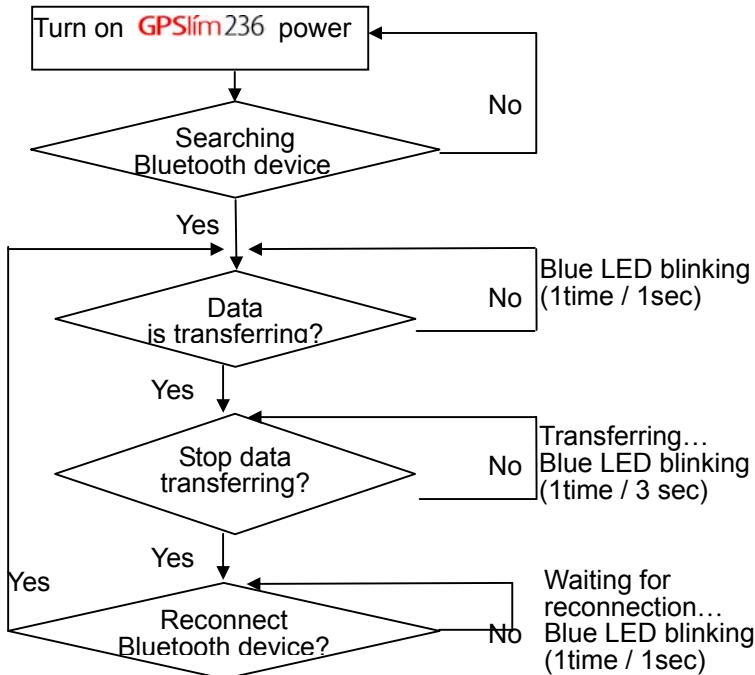 Turn on GPSlim236 power
No
Searching
Bluetooth device
Yes
Blue LED blinking
(1time / 1sec)
No
Data
is transferring?
Yes
Transferring…
Blue LED blinking
(1time / 3 sec)
No
Stop data
transferring?
Yes
Yes
Waiting for
reconnection…
Blue LED blinking
(1time / 1sec)
No
Reconnect
Bluetooth device?